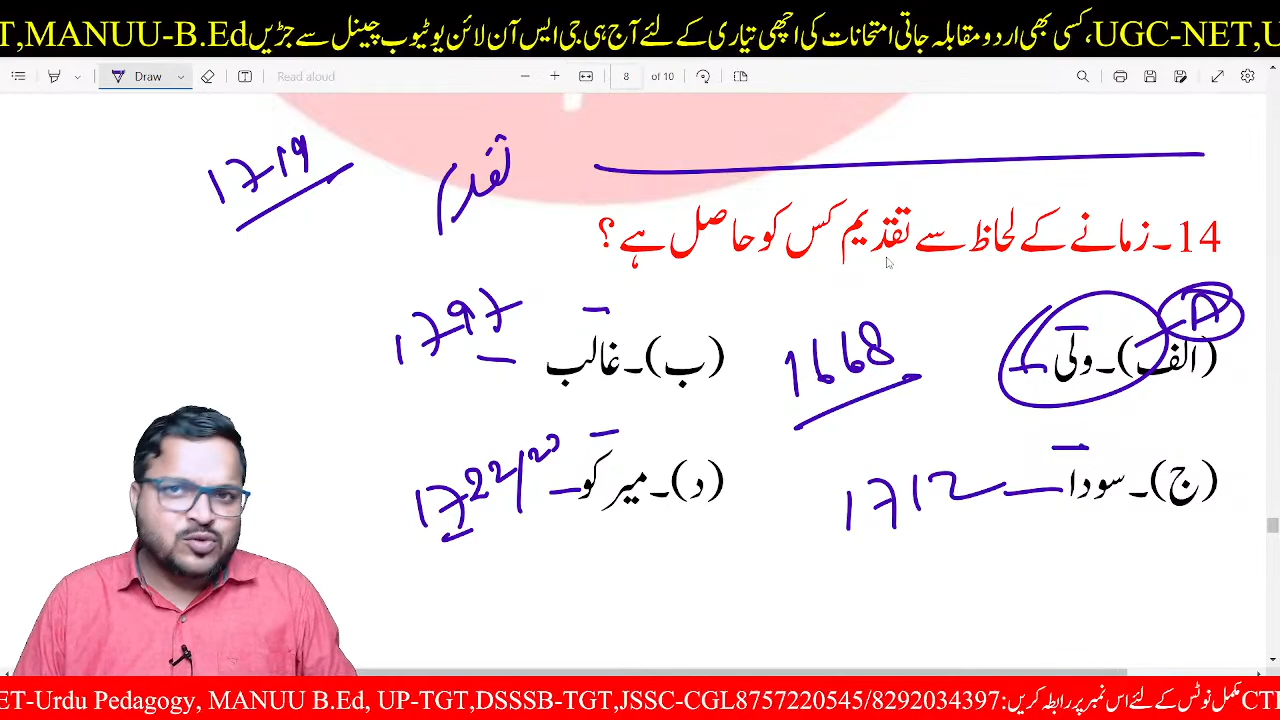 T,MANUU-B.Ed کسی بھی اردو مقابلہ جاتی امتحانات کی اچھی تیاری کے لئے آج ہی جی ایس آن لائن یوٹیوب چینل سے جڑیں ،UGC-NET,U
Draw
Read aloud
8 of 10
1719
تقدم
14۔زمانے کے لحاظ سے تقدیم کس کو حاصل ہے؟
A
(الف)۔ولی 1668
(ب)۔غالب 1797
(ج)۔سودا 1712
(د)۔میر کو 1722/23
ET-Urdu Pedagogy, MANUU B.Ed, UP-TGT,DSSSB-TGT,JSSC-CGL8757220545/8292034397:مکمل نوٹس کے لئے اس نمبر پر رابطہ کریں CT